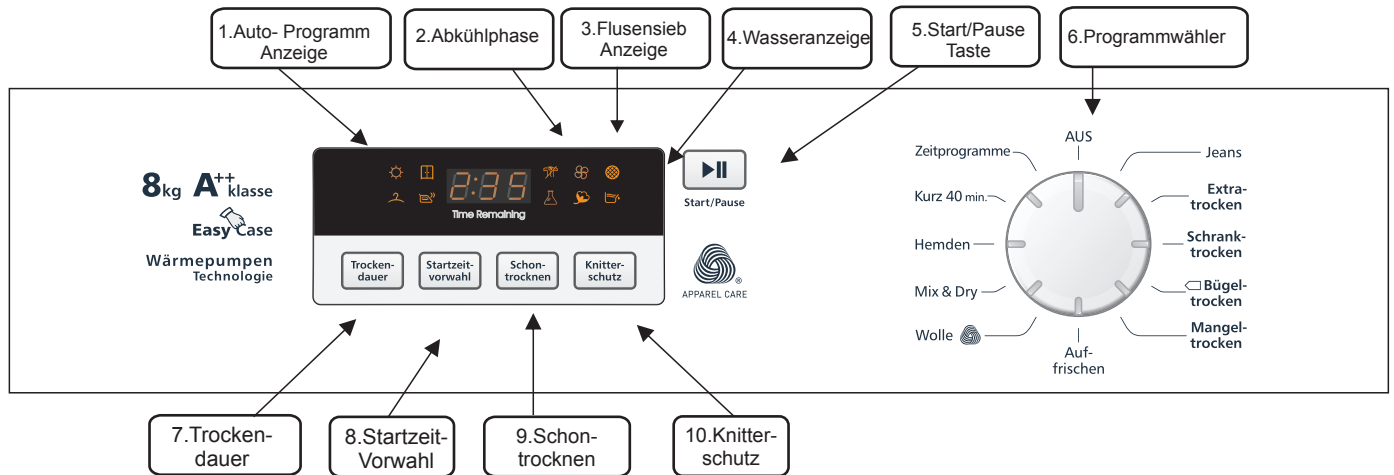 1.Auto- Programm
Anzeige
2.Abkühlphase
3.Flusensieb
Anzeige
4.Wasseranzeige
5.Start/Pause
Taste
6.Programmwähler
8kg A++ klasse
Easy Case
Wärmepumpen
Technologie
2:35
Time Remaining
Trocken-
dauer
Startzeit-
vorwahl
Schon-
trocknen
Knitter-
schutz
Start/Pause
®
APPAREL CARE
AUS
Zeitprogramme
Jeans
Kurz 40 min.
Extra-
trocken
Hemden
Schrank-
trocken
Mix & Dry
Bügel-
trocken
Wolle
Mangel-
trocken
Auf-
frischen
7.Trocken-
dauer
8.Startzeit-
Vorwahl
9.Schon-
trocknen
10.Knitter-
schutz